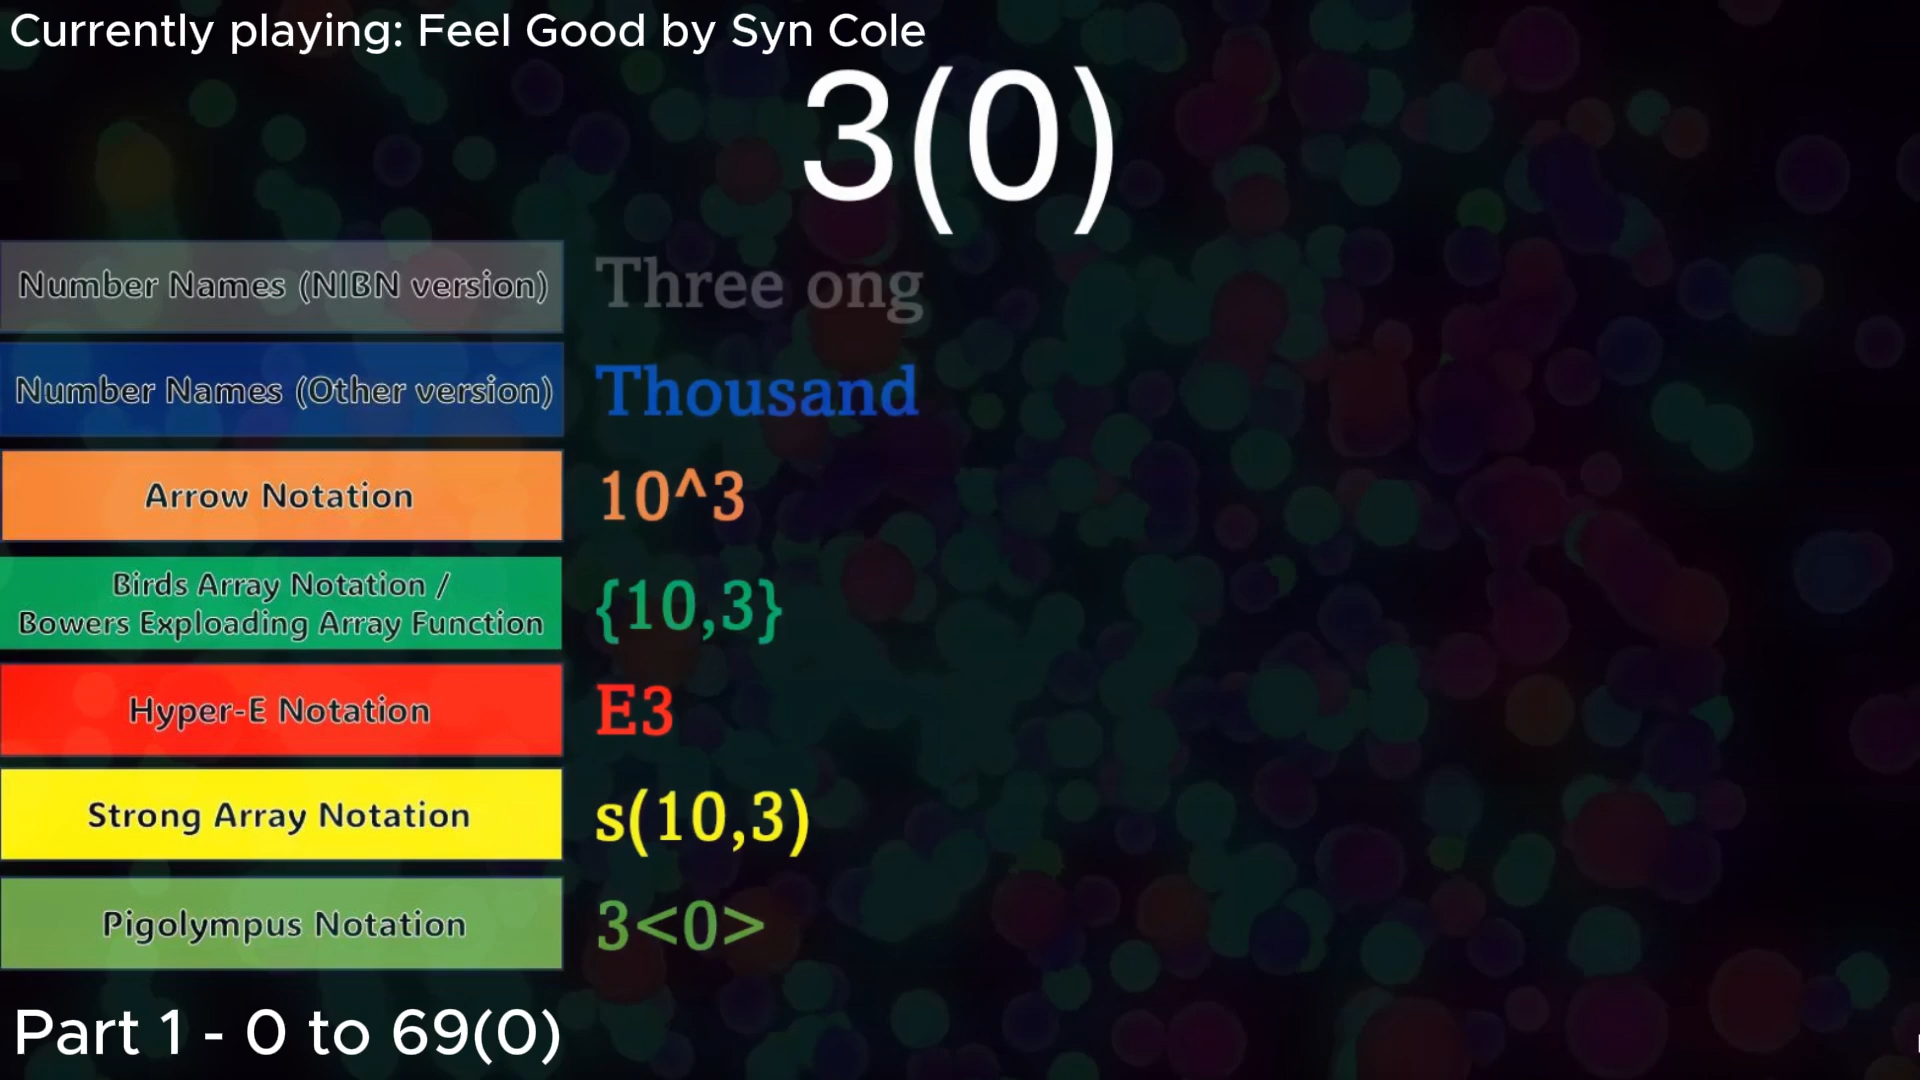 Currently playing: Feel Good by Syn Cole
3(0)
Number Names (NIBN version)
Three ong
Number Names (Other version)
Thousand
Arrow Notation
10^3
Birds Array Notation /
Bowers Exploading Array Function
{10,3}
Hyper-E Notation
E3
Strong Array Notation
s(10,3)
Pigolympus Notation
3<0>
Part 1 - 0 to 69(0)